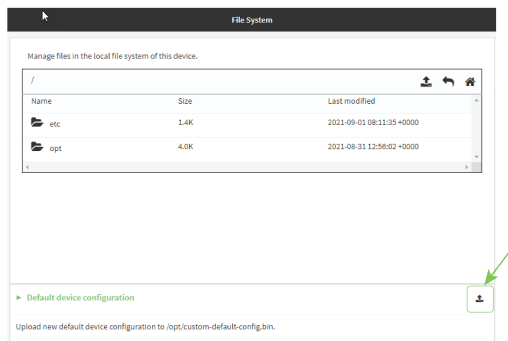 File System
Manage files in the local file system of this device.
/
Name Size Last modified
etc 1.4K 2021-09-01 08:11:35 +0000
opt 4.0K 2021-08-31 12:56:02 +0000
Default device configuration
Upload new default device configuration to /opt/custom-default-config.bin.